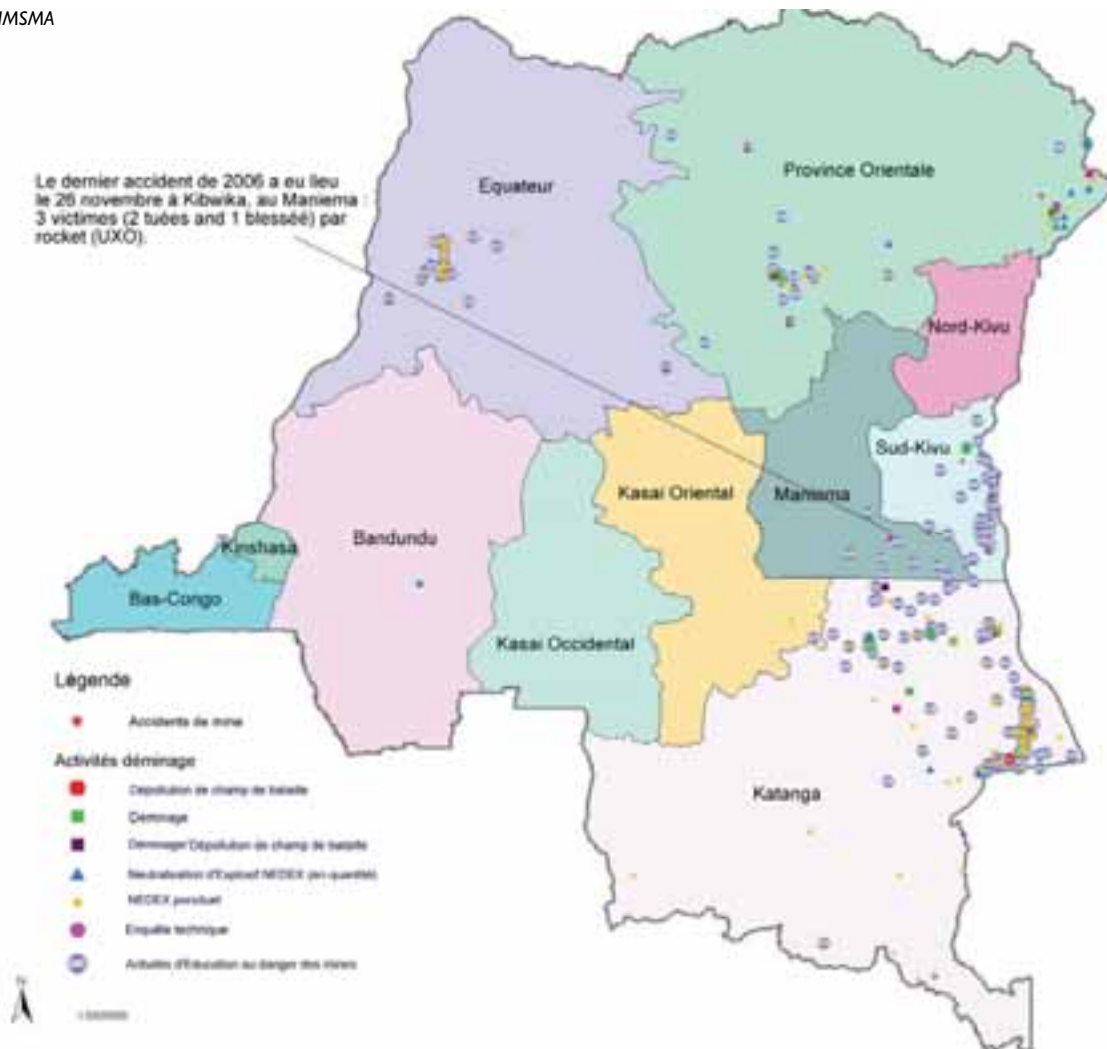 IMSMA
Le dernier accident de 2006 a eu lieu
le 26 novembre à Kibwika, au Maniema :
3 victimes (2 tuées and 1 blesséé) par
rocket (UXO).
Equateur
Province Orientale
Nord-Kivu
Sud-Kivu
Maniema
Kasai Oriental
Kinshasa
Bandundu
Bas-Congo
Kasai Occidental
Katanga
Légende
Accidents de mine
Activités déminage
Dépollution de champ de bataille
Déminage
Déminage/Dépollution de champ de bataille
Neutralisation d'Explosif NEDEX (en quantité)
NEDEX ponctuel
Enquête technique
Activités d'Education au danger des mines
N